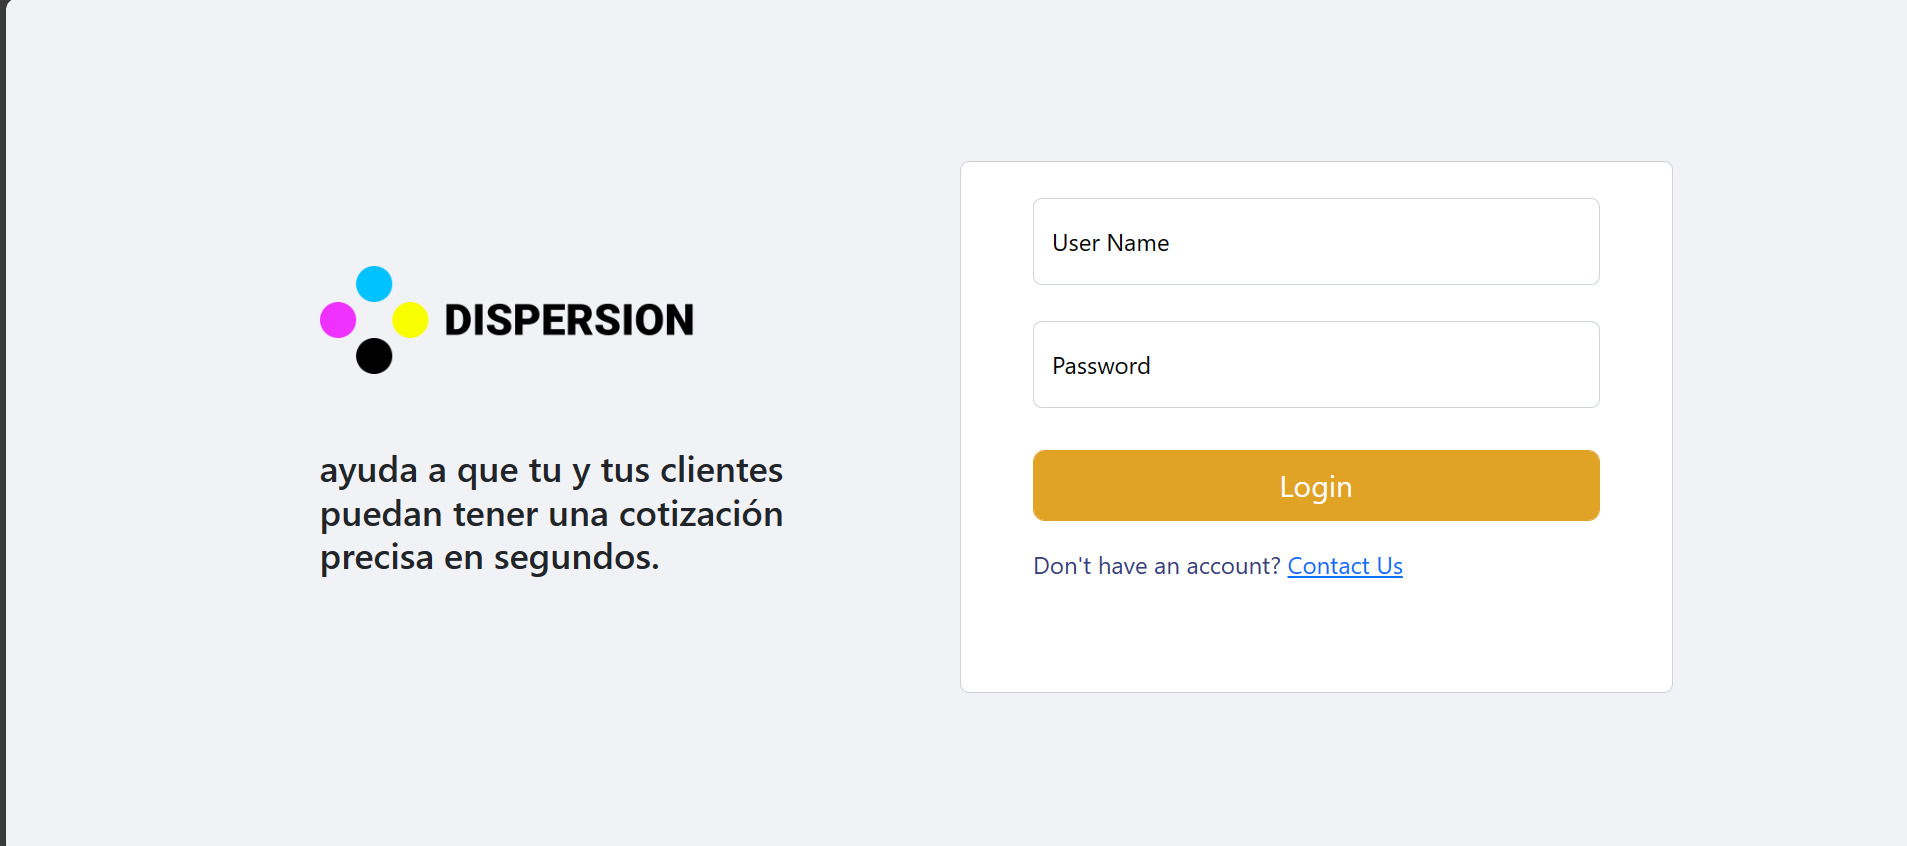 DISPERSION
ayuda a que tu y tus clientes
puedan tener una cotización
precisa en segundos.
User Name
Password
Login
Don't have an account? Contact Us